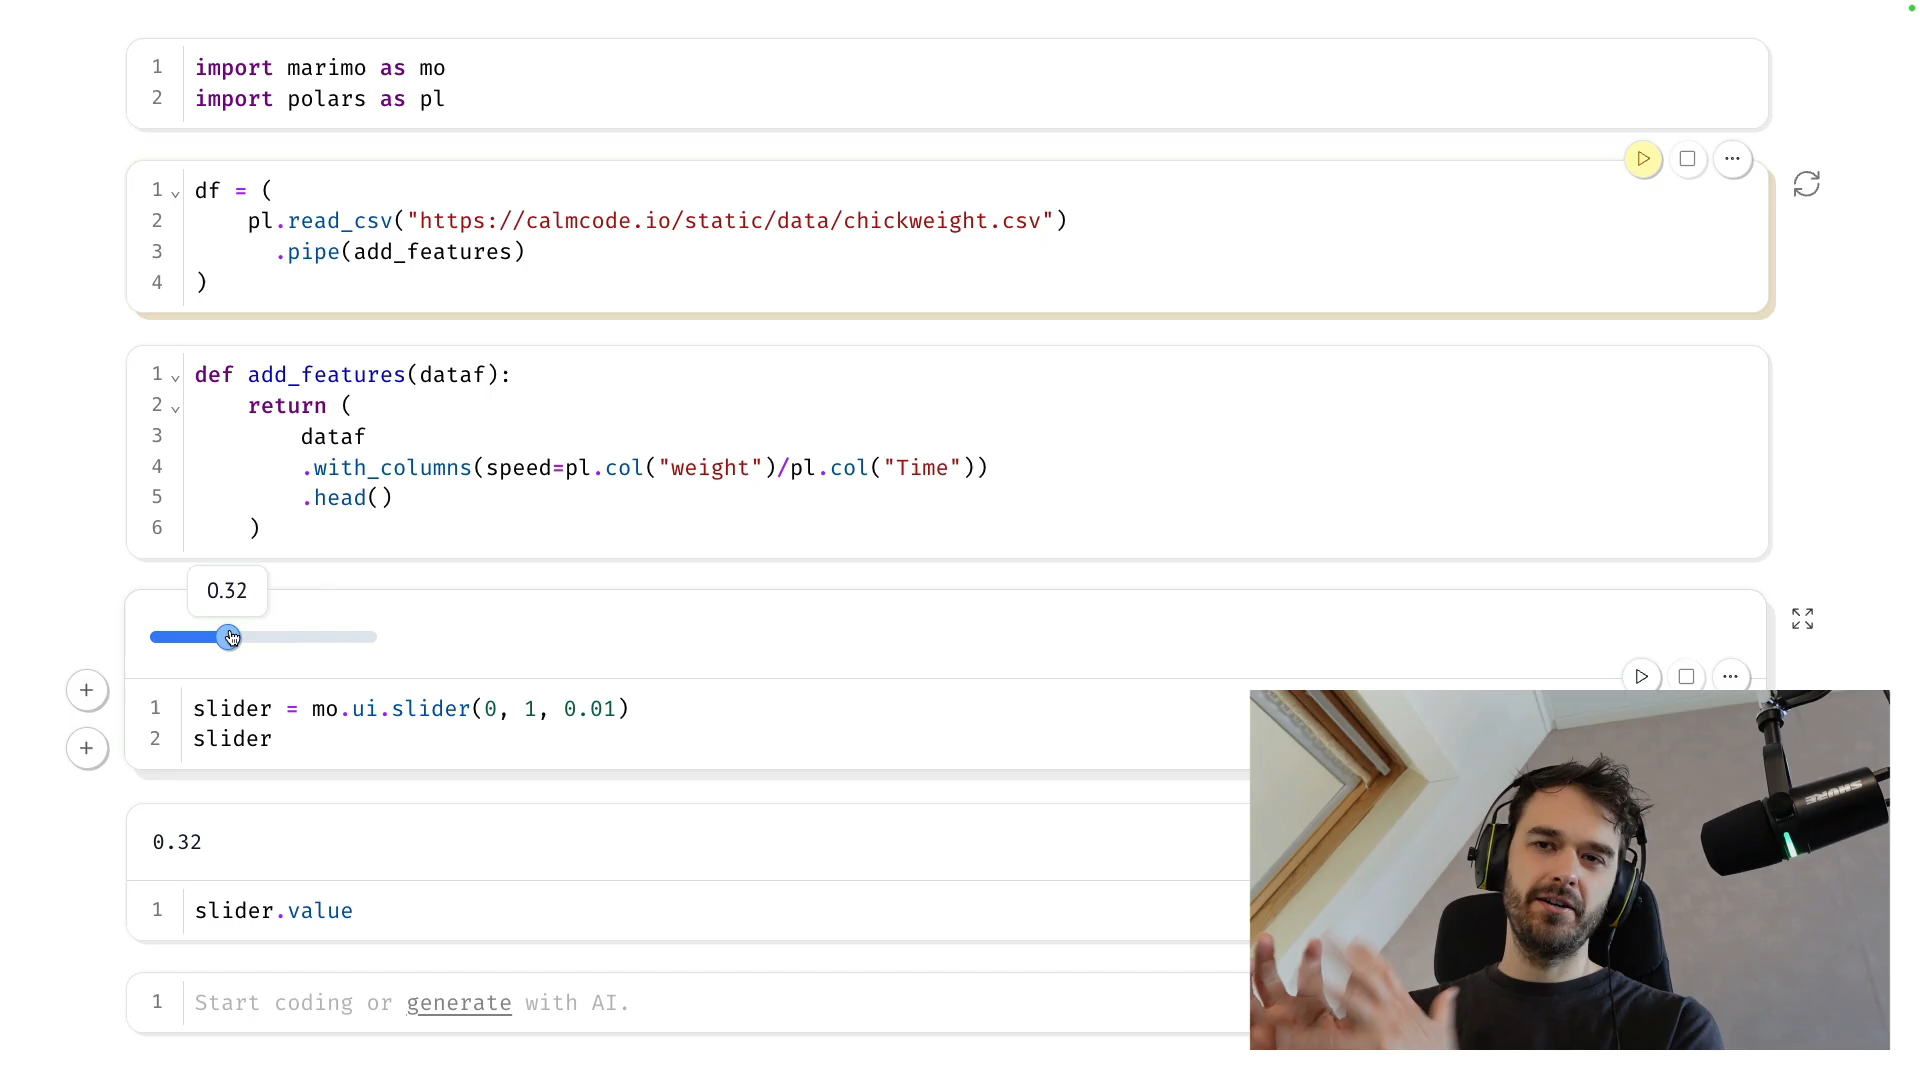 1 import marimo as mo
2 import polars as pl
1 df = (
2 pl.read_csv("https://calmcode.io/static/data/chickweight.csv")
3 .pipe(add_features)
4 )
1 def add_features(dataf):
2 return (
3 dataf
4 .with_columns(speed=pl.col("weight")/pl.col("Time"))
5 .head()
6 )
0.32
1 slider = mo.ui.slider(0, 1, 0.01)
2 slider
0.32
1 slider.value
1 Start coding or generate with AI.
SHURE